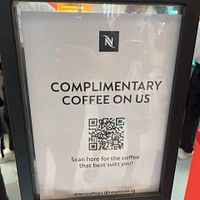 COMPLIMENTARY
COFFEE ON US
Scan here for the coffee
that best suits you!